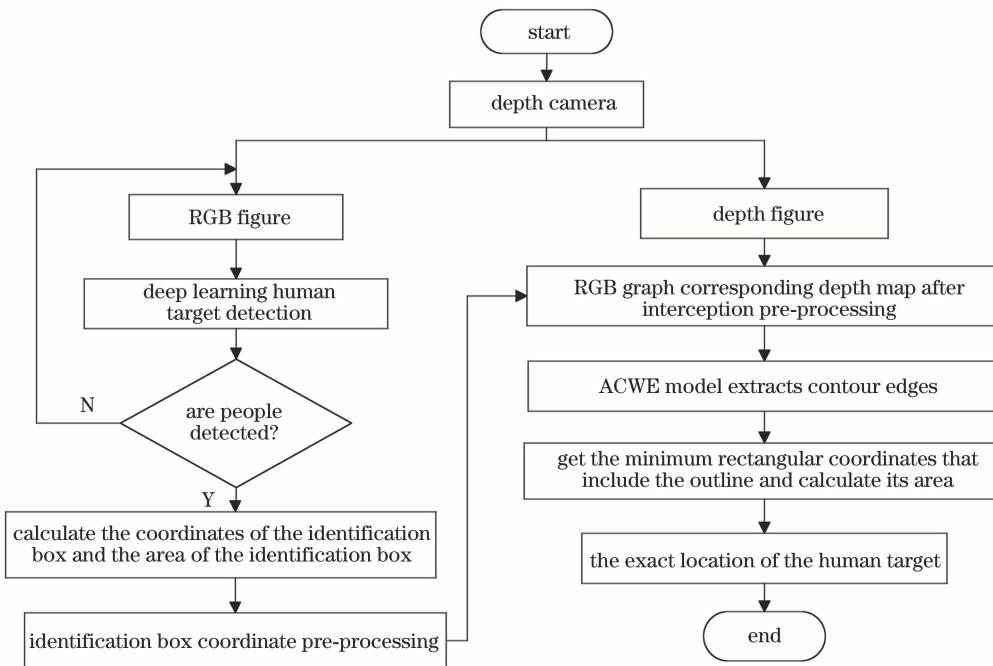 start
depth camera
RGB figure
deep learning human
target detection
are people
detected?
N
Y
calculate the coordinates of the identification
box and the area of the identification box
identification box coordinate pre-processing
depth figure
RGB graph corresponding depth map after
interception pre-processing
ACWE model extracts contour edges
get the minimum rectangular coordinates that
include the outline and calculate its area
the exact location of the human target
end